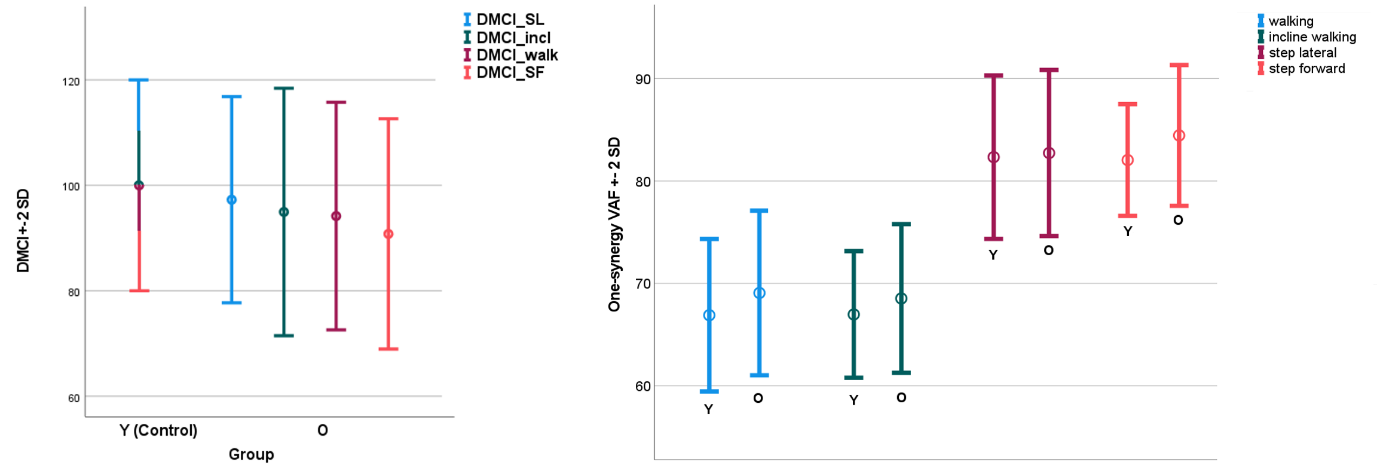 DMCI_SL
DMCI_incl
DMCI_walk
DMCI_SF
120
100
80
60
DMCI+-2 SD
Y (Control)
O
Group
walking
incline walking
step lateral
step forward
90
80
70
60
One-synergy VAF +- 2 SD
Y
O
Y
O
Y
O
Y
O